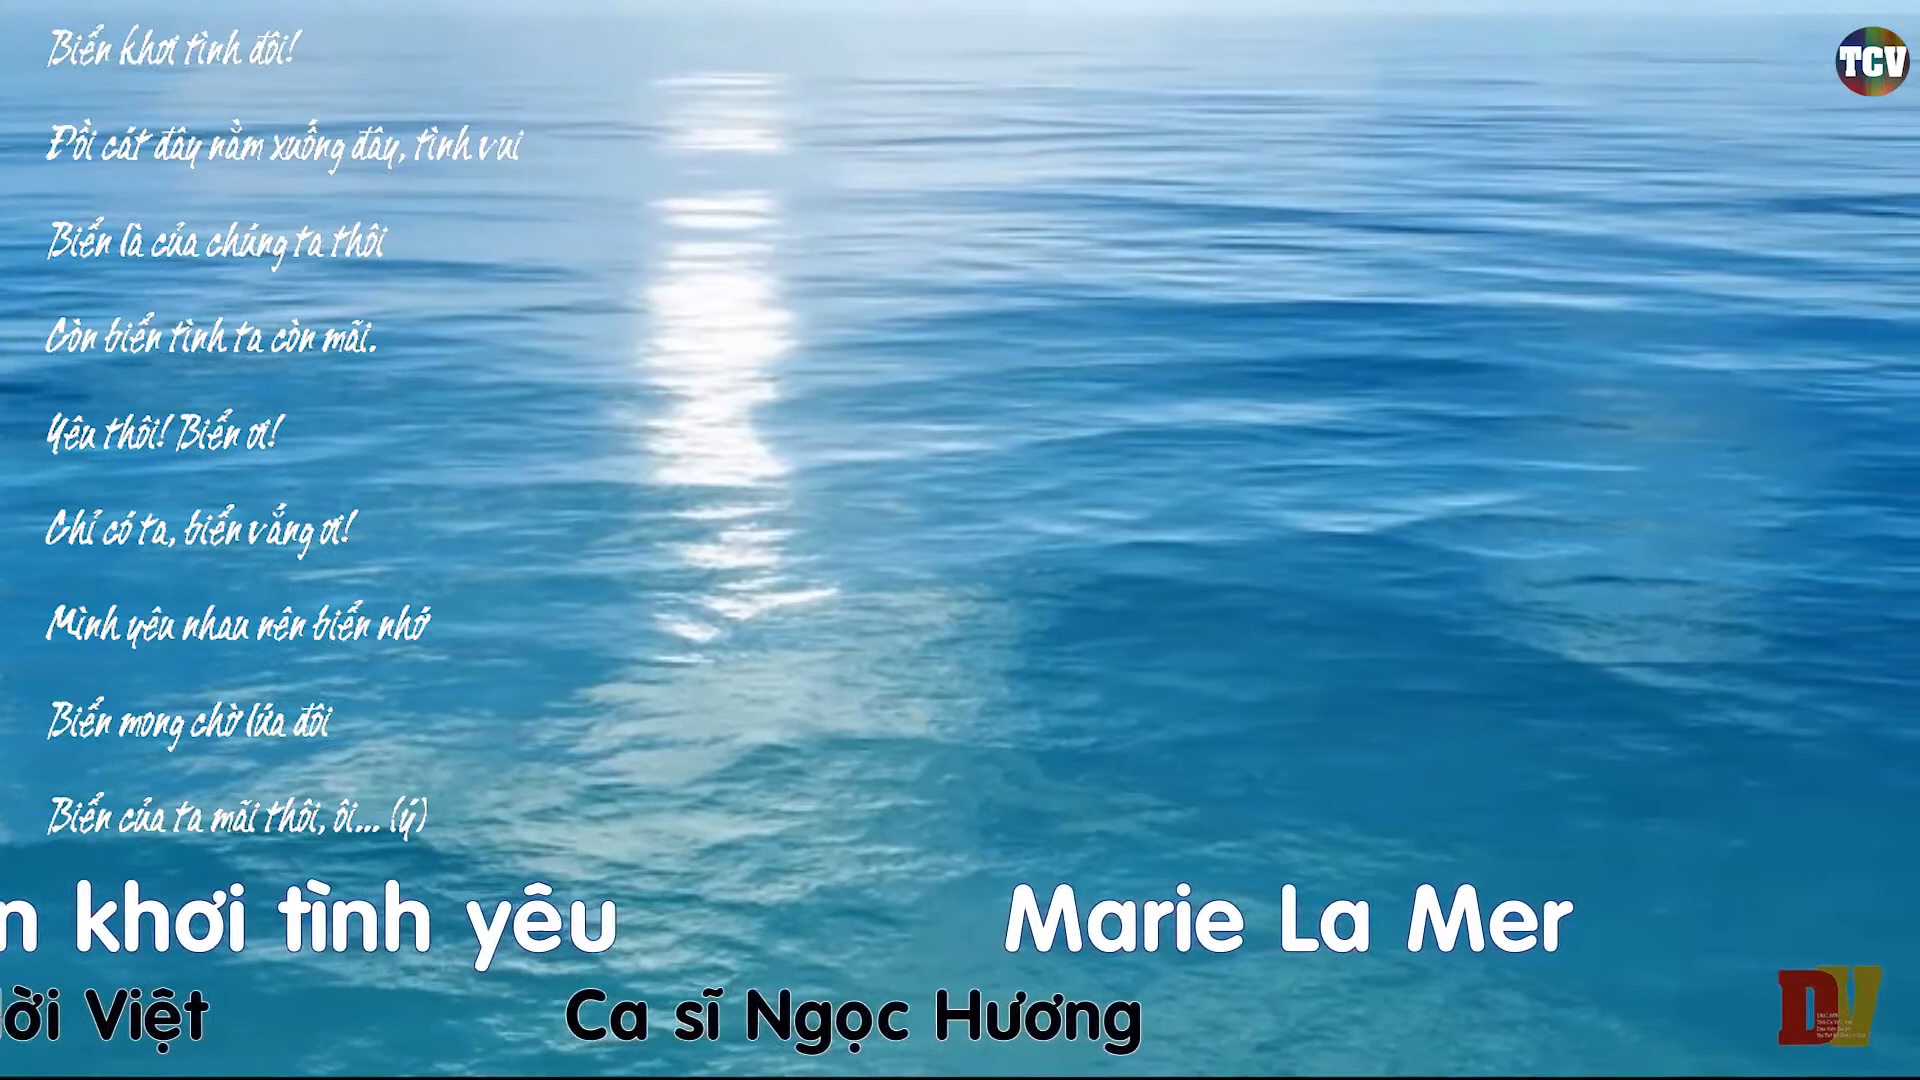 Biển khơi tình đôi!
TCV
Đồi cát đây nằm xuống đây, tình vui
Biển là của chúng ta thôi
Còn biển tình ta còn mãi.
Yêu thôi! Biển ơi!
Chỉ có ta, biển vắng ơi!
Mình yêu nhau nên biển nhớ
Biển mong chờ lứa đôi
Biển của ta mãi thôi, ôi... (ý)
n khơi tình yêu Marie La Mer
lời Việt Ca sĩ Ngọc Hương
DV